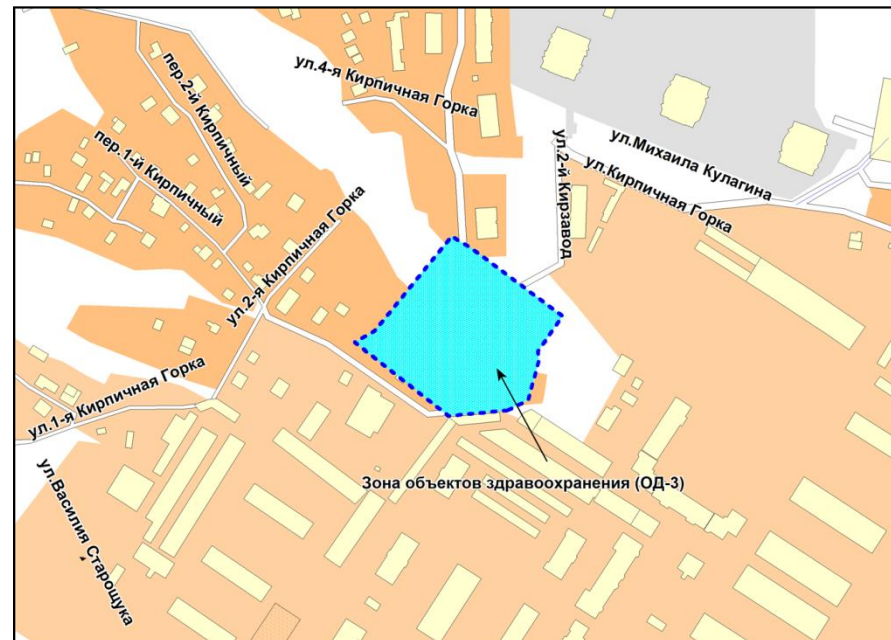 ул.4-я Кирпичная Горка
пер.2-й Кирпичный
пер.1-й Кирпичный
ул.Михаила Кулагина
ул.Кирпичная Горка
ул.2-й Кирзавод
ул.2-я Кирпичная Горка
ул.1-я Кирпичная Горка
Зона объектов здравоохранения (ОД-3)
ул.Василия Старощука